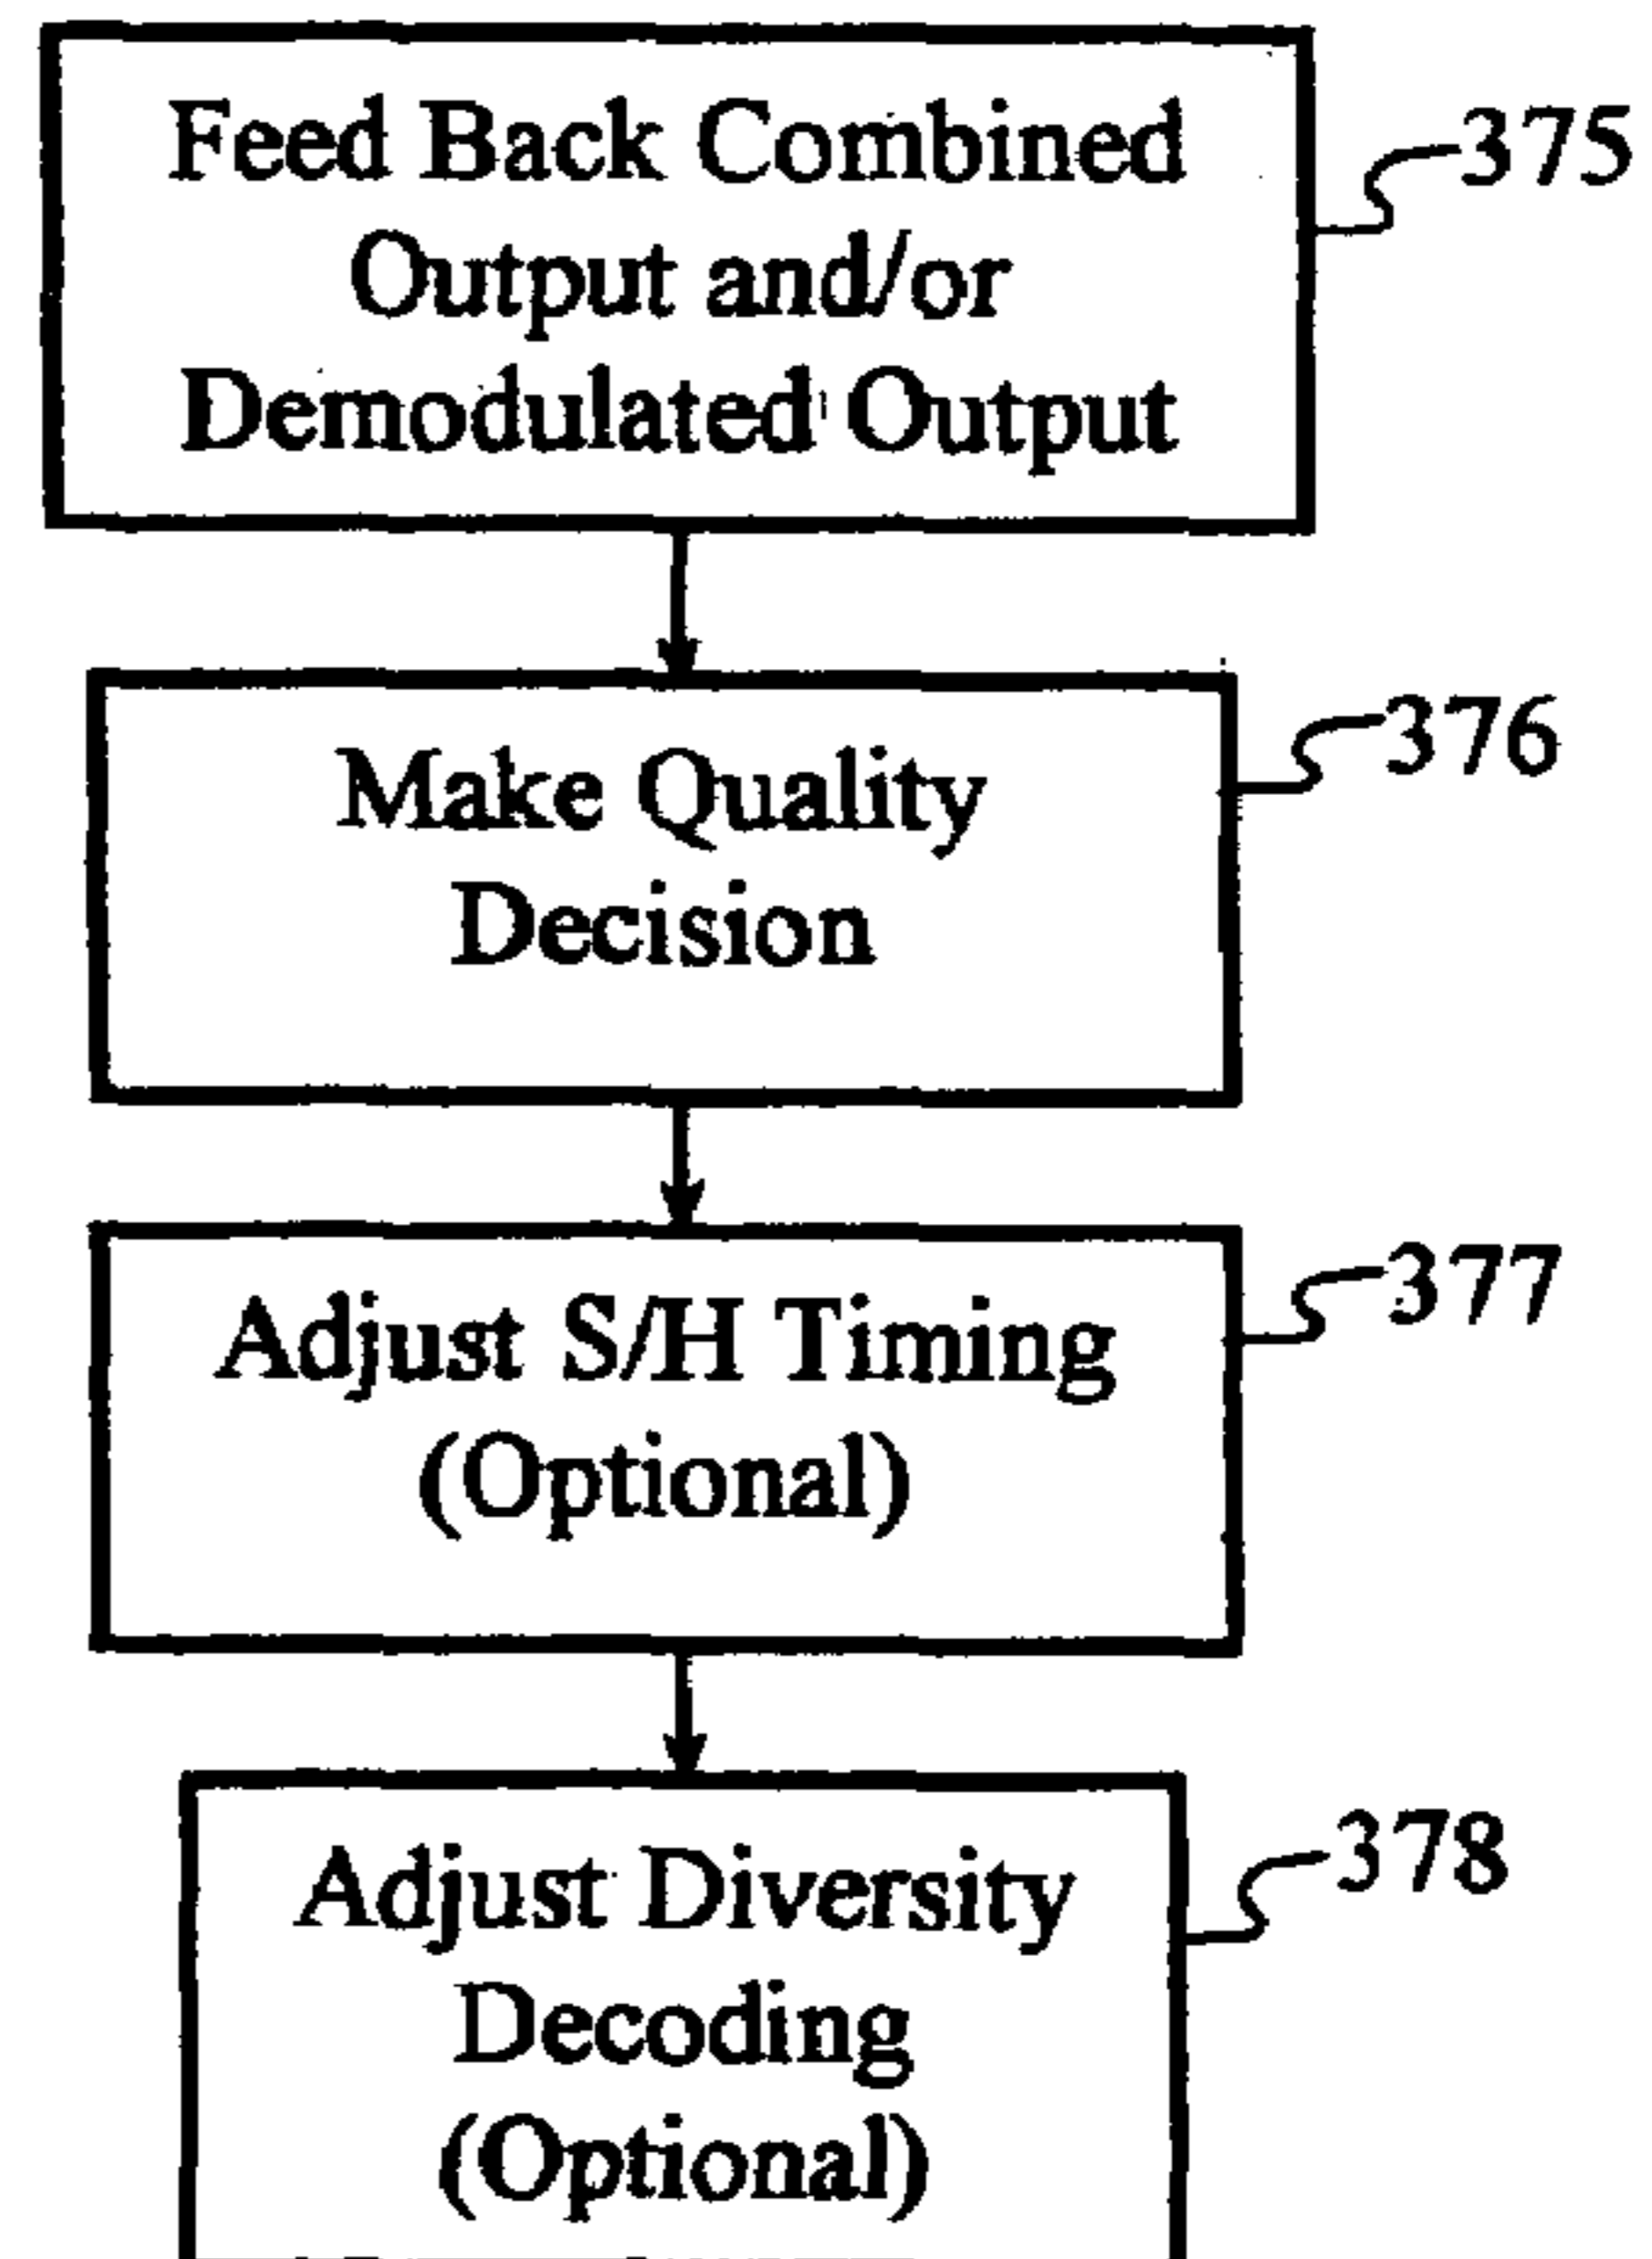 Feed Back Combined
Output and/or
Demodulated Output
375
Make Quality
Decision
376
Adjust S/H Timing
(Optional)
377
Adjust Diversity
Decoding
(Optional)
378